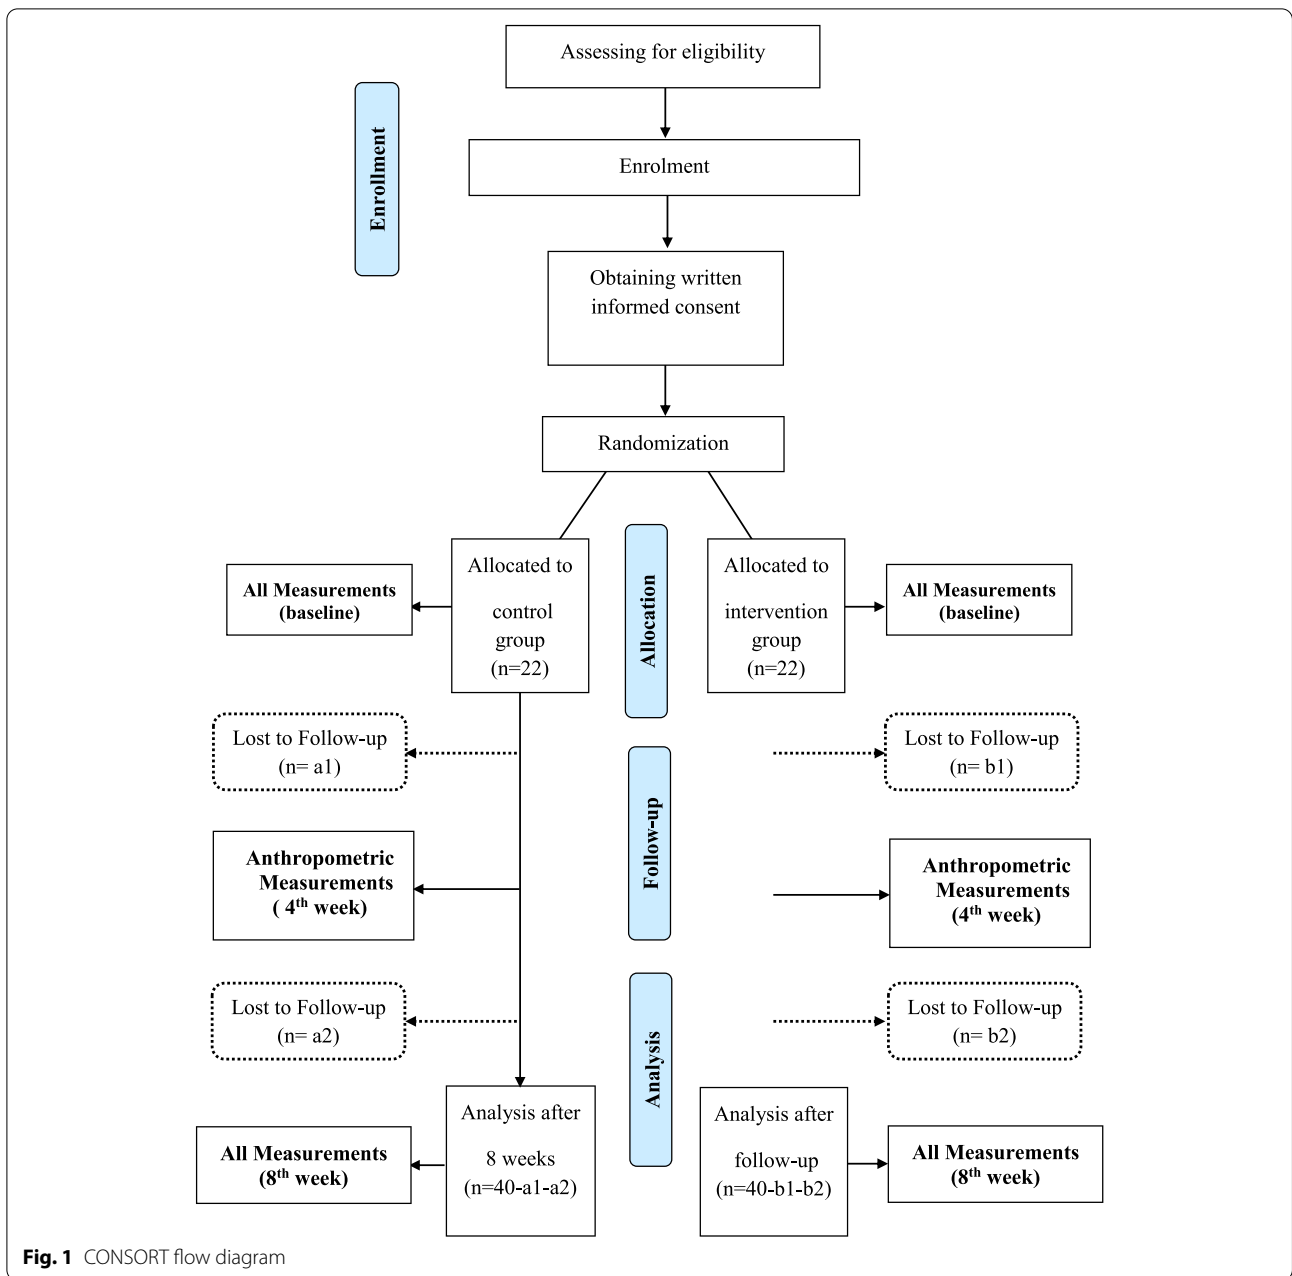 Assessing for eligibility
Enrollment
Enrolment
Obtaining written
informed consent
Randomization
Allocated to
control
group
(n=22)
Allocation
Allocated to
intervention
group
(n=22)
All Measurements
(baseline)
All Measurements
(baseline)
Lost to Follow-up
(n= a1)
Follow-up
Lost to Follow-up
(n= b1)
Anthropometric
Measurements
( 4th week)
Anthropometric
Measurements
(4th week)
Lost to Follow-up
(n= a2)
Analysis
Lost to Follow-up
(n= b2)
Analysis after
8 weeks
(n=40-a1-a2)
Analysis after
follow-up
(n=40-b1-b2)
All Measurements
(8th week)
All Measurements
(8th week)
Fig. 1 CONSORT flow diagram